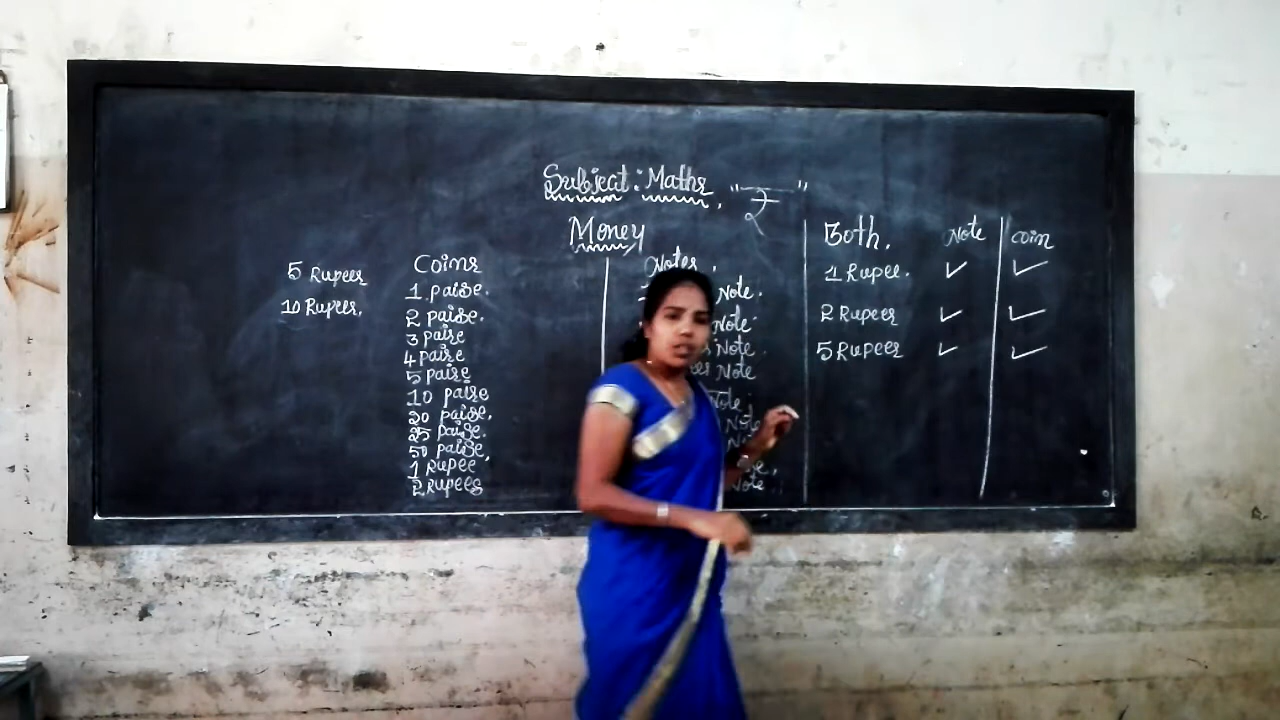 Subject: Maths.
"₹"
Money
5 Rupees
10 Rupees.
Coins
1 paise.
2 paise.
3 paise
4 paise
5 paise
10 paise
20 paise.
25 paise.
50 paise.
1 Rupee
2 Rupees
Notes.
Note.
Note
Note.
Note
Note.
Note
Note.
Both. Note coin
1 Rupee. ✓ ✓
2 Rupees ✓ ✓
5 Rupees ✓ ✓